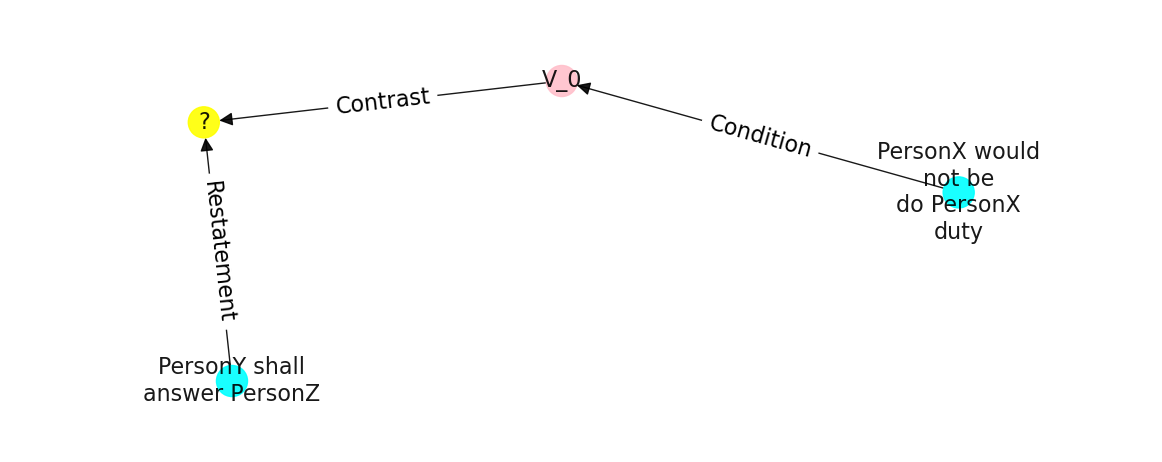 V_0
Contrast
?
Condition
PersonX would
not be
do PersonX
duty
Restatement
PersonY shall
answer PersonZ